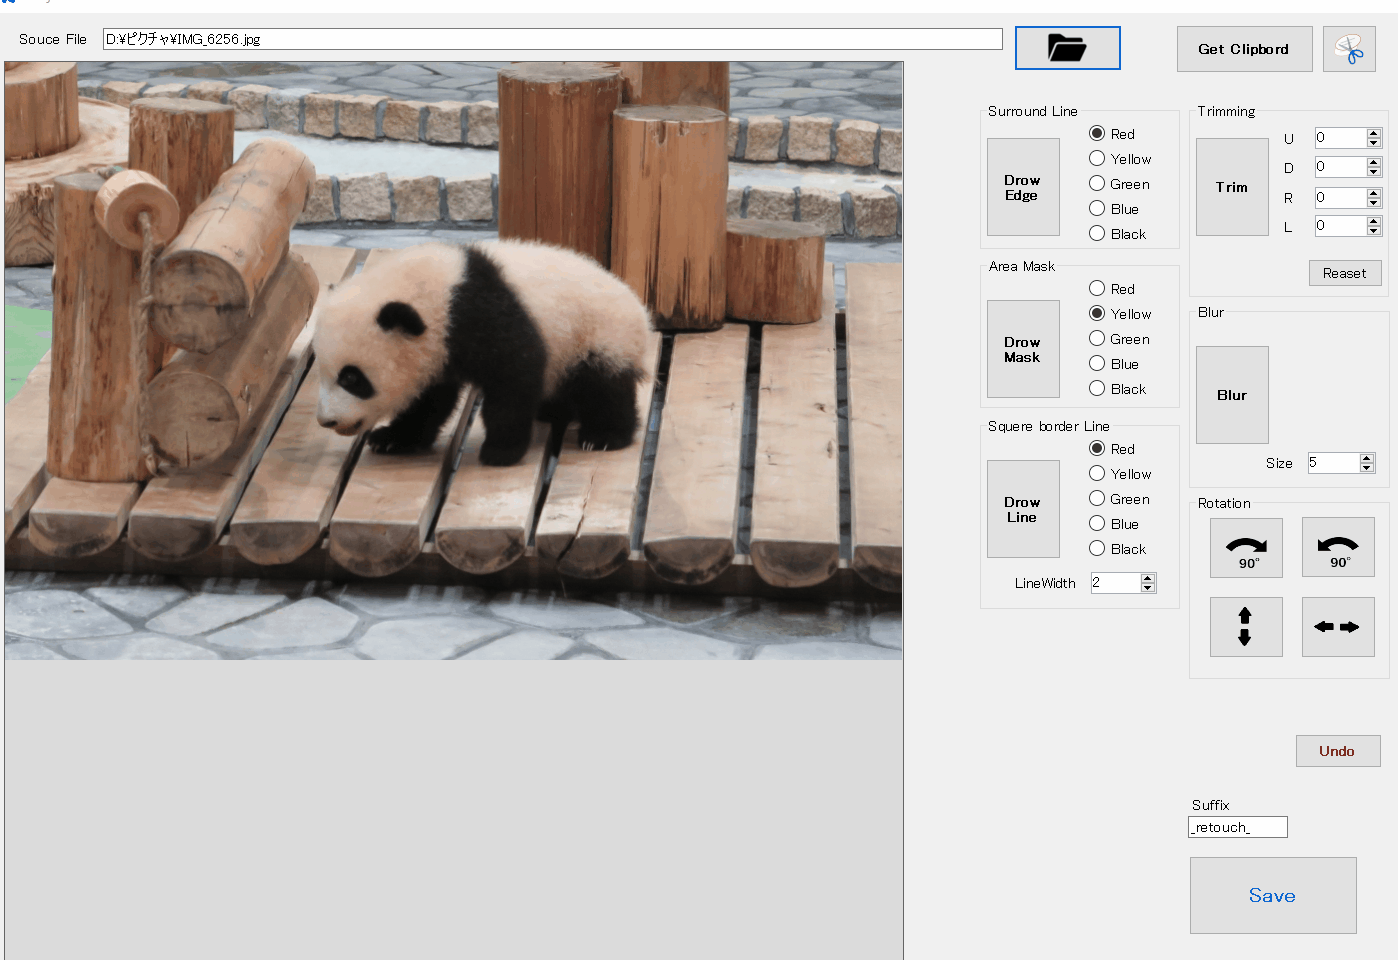 Souce File
D:¥ピクチャ¥IMG_6256.jpg
Get Clipbord
Surround Line
Drow
Edge
Red
Yellow
Green
Blue
Black
Trimming
Trim
U 0
D 0
R 0
L 0
Reaset
Area Mask
Drow
Mask
Red
Yellow
Green
Blue
Black
Blur
Blur
Size 5
Squere border Line
Drow
Line
Red
Yellow
Green
Blue
Black
LineWidth 2
Rotation
90°
90°
Undo
Suffix
_retouch_
Save